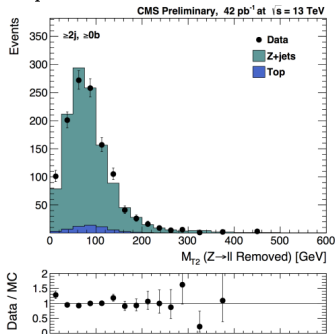 CMS Preliminary, 42 pb⁻¹ at √s = 13 TeV
Events
350
300
250
200
150
100
50
≥2j, ≥0b
Data
Z+jets
Top
0 100 200 300 400 500 600
M_T2 (Z→ll Removed) [GeV]
Data / MC
2
1.5
1.0
0.5